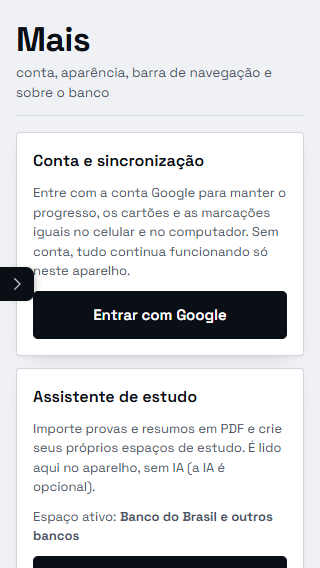 Mais
conta, aparência, barra de navegação e
sobre o banco
Conta e sincronização
Entre com a conta Google para manter o
progresso, os cartões e as marcações
iguais no celular e no computador. Sem
conta, tudo continua funcionando só
neste aparelho.
Entrar com Google
Assistente de estudo
Importe provas e resumos em PDF e crie
seus próprios espaços de estudo. É lido
aqui no aparelho, sem IA (a IA é
opcional).
Espaço ativo: Banco do Brasil e outros
bancos